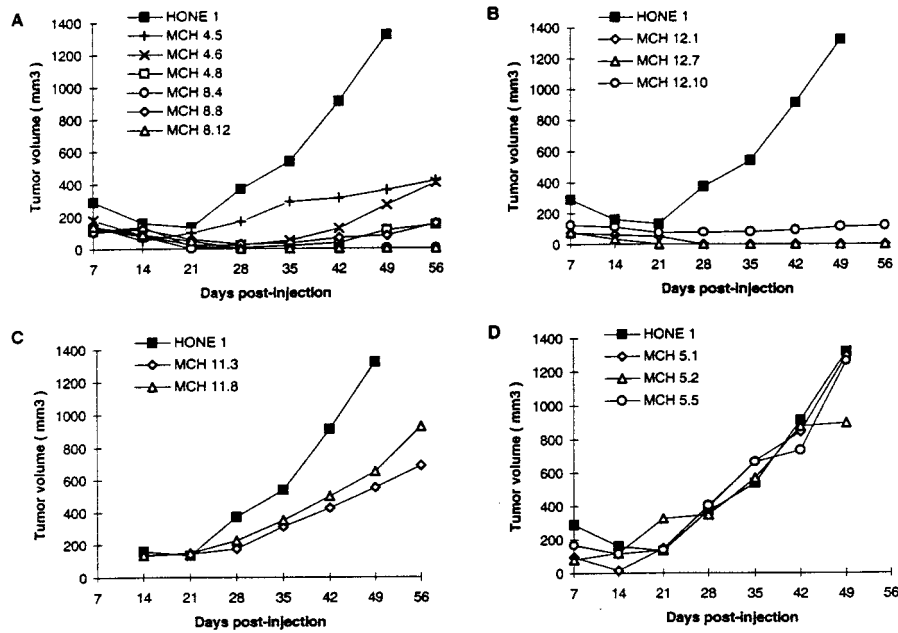 A
HONE 1
MCH 4.5
MCH 4.6
MCH 4.8
MCH 8.4
MCH 8.8
MCH 8.12
Tumor volume ( mm3 )
1400
1200
1000
800
600
400
200
0
7 14 21 28 35 42 49 56
Days post-injection
B
HONE 1
MCH 12.1
MCH 12.7
MCH 12.10
Tumor volume ( mm3 )
1400
1200
1000
800
600
400
200
0
7 14 21 28 35 42 49 56
Days post-injection
C
HONE 1
MCH 11.3
MCH 11.8
Tumor volume ( mm3 )
1400
1200
1000
800
600
400
200
0
7 14 21 28 35 42 49 56
Days post-injection
D
HONE 1
MCH 5.1
MCH 5.2
MCH 5.5
Tumor volume ( mm3 )
1400
1200
1000
800
600
400
200
0
7 14 21 28 35 42 49 56
Days post-injection